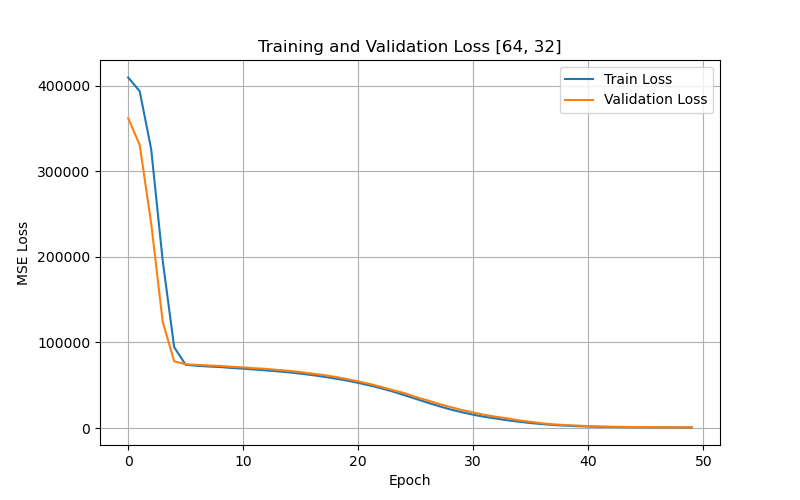 Training and Validation Loss [64, 32]
Train Loss
Validation Loss
MSE Loss
400000
300000
200000
100000
0
0 10 20 30 40 50
Epoch